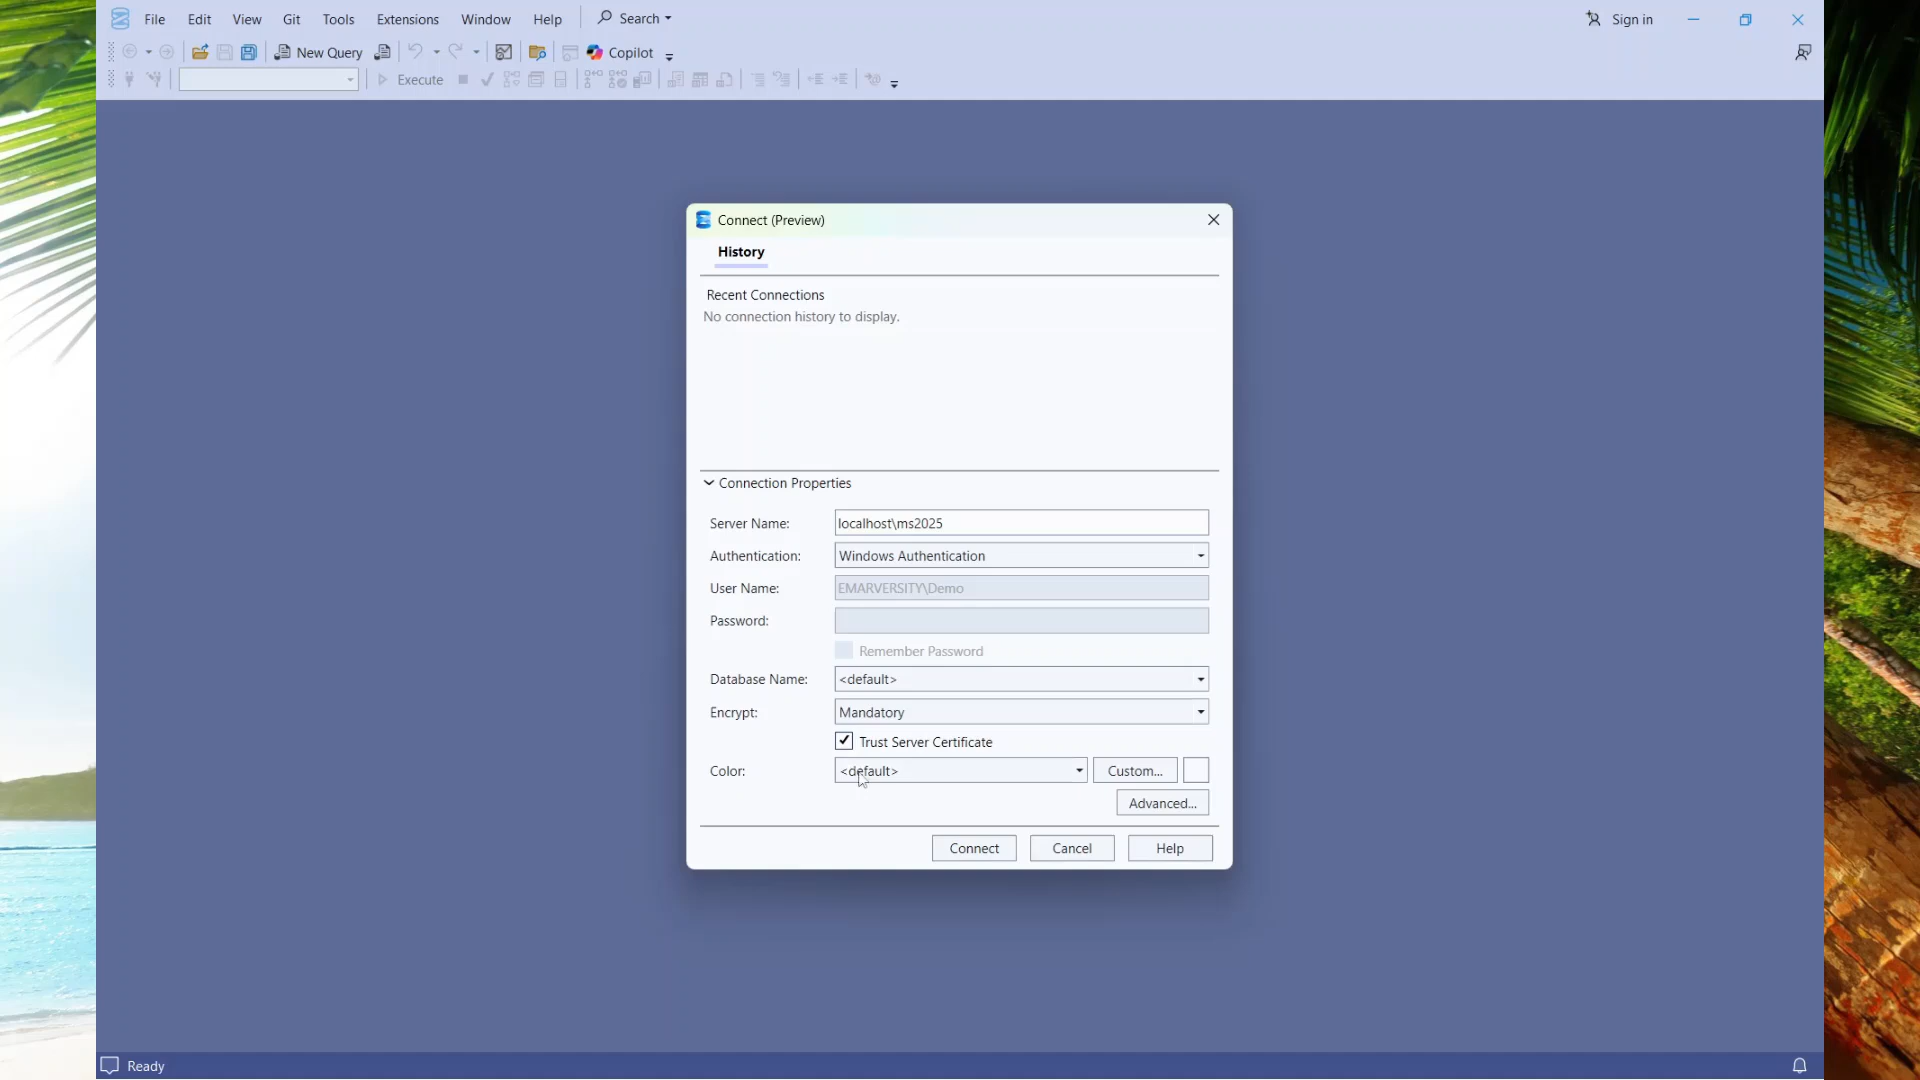 File Edit View Git Tools Extensions Window Help Search Sign in
New Query Copilot
Execute
Connect (Preview)
History
Recent Connections
No connection history to display.
Connection Properties
Server Name: localhost\ms2025
Authentication: Windows Authentication
User Name: EMARVERSITY\Demo
Password:
Remember Password
Database Name: <default>
Encrypt: Mandatory
Trust Server Certificate
Color: <default> Custom...
Advanced...
Connect Cancel Help
Ready